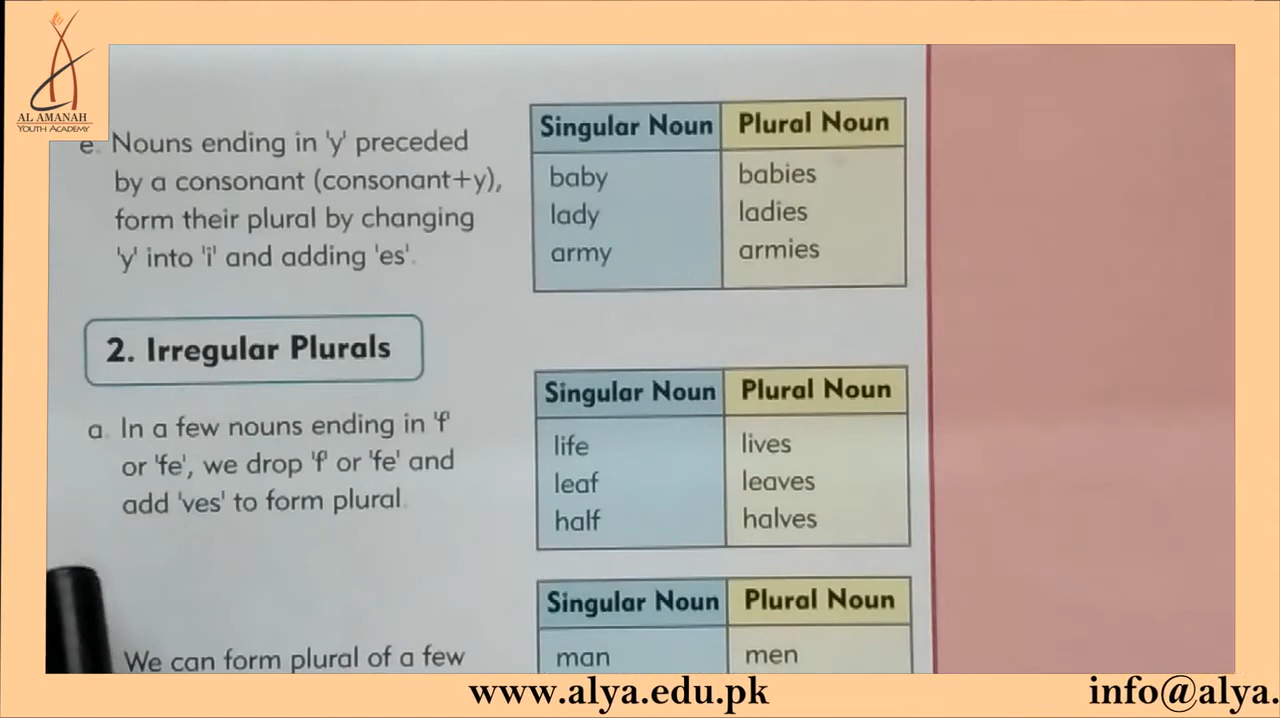 AL AMANAH
YOUTH ACADEMY
e. Nouns ending in 'y' preceded
by a consonant (consonant+y),
form their plural by changing
'y' into 'i' and adding 'es'.
Singular Noun Plural Noun
baby babies
lady ladies
army armies
2. Irregular Plurals
a. In a few nouns ending in 'f'
or 'fe', we drop 'f' or 'fe' and
add 'ves' to form plural.
Singular Noun Plural Noun
life lives
leaf leaves
half halves
We can form plural of a few
Singular Noun Plural Noun
man men
www.alya.edu.pk
info@alya.